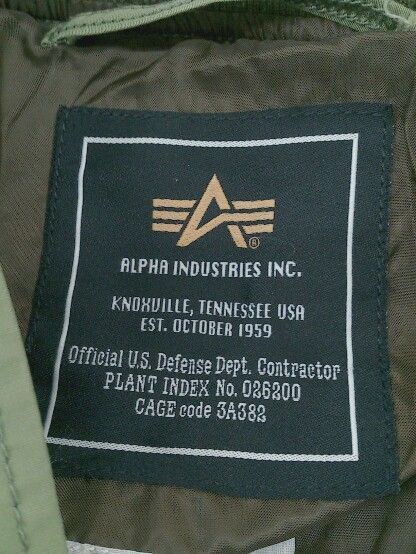 ®
ALPHA INDUSTRIES INC.
KNOXVILLE, TENNESSEE USA
EST. OCTOBER 1959
Official U.S. Defense Dept. Contractor
PLANT INDEX No. 026200
CAGE code 3A382